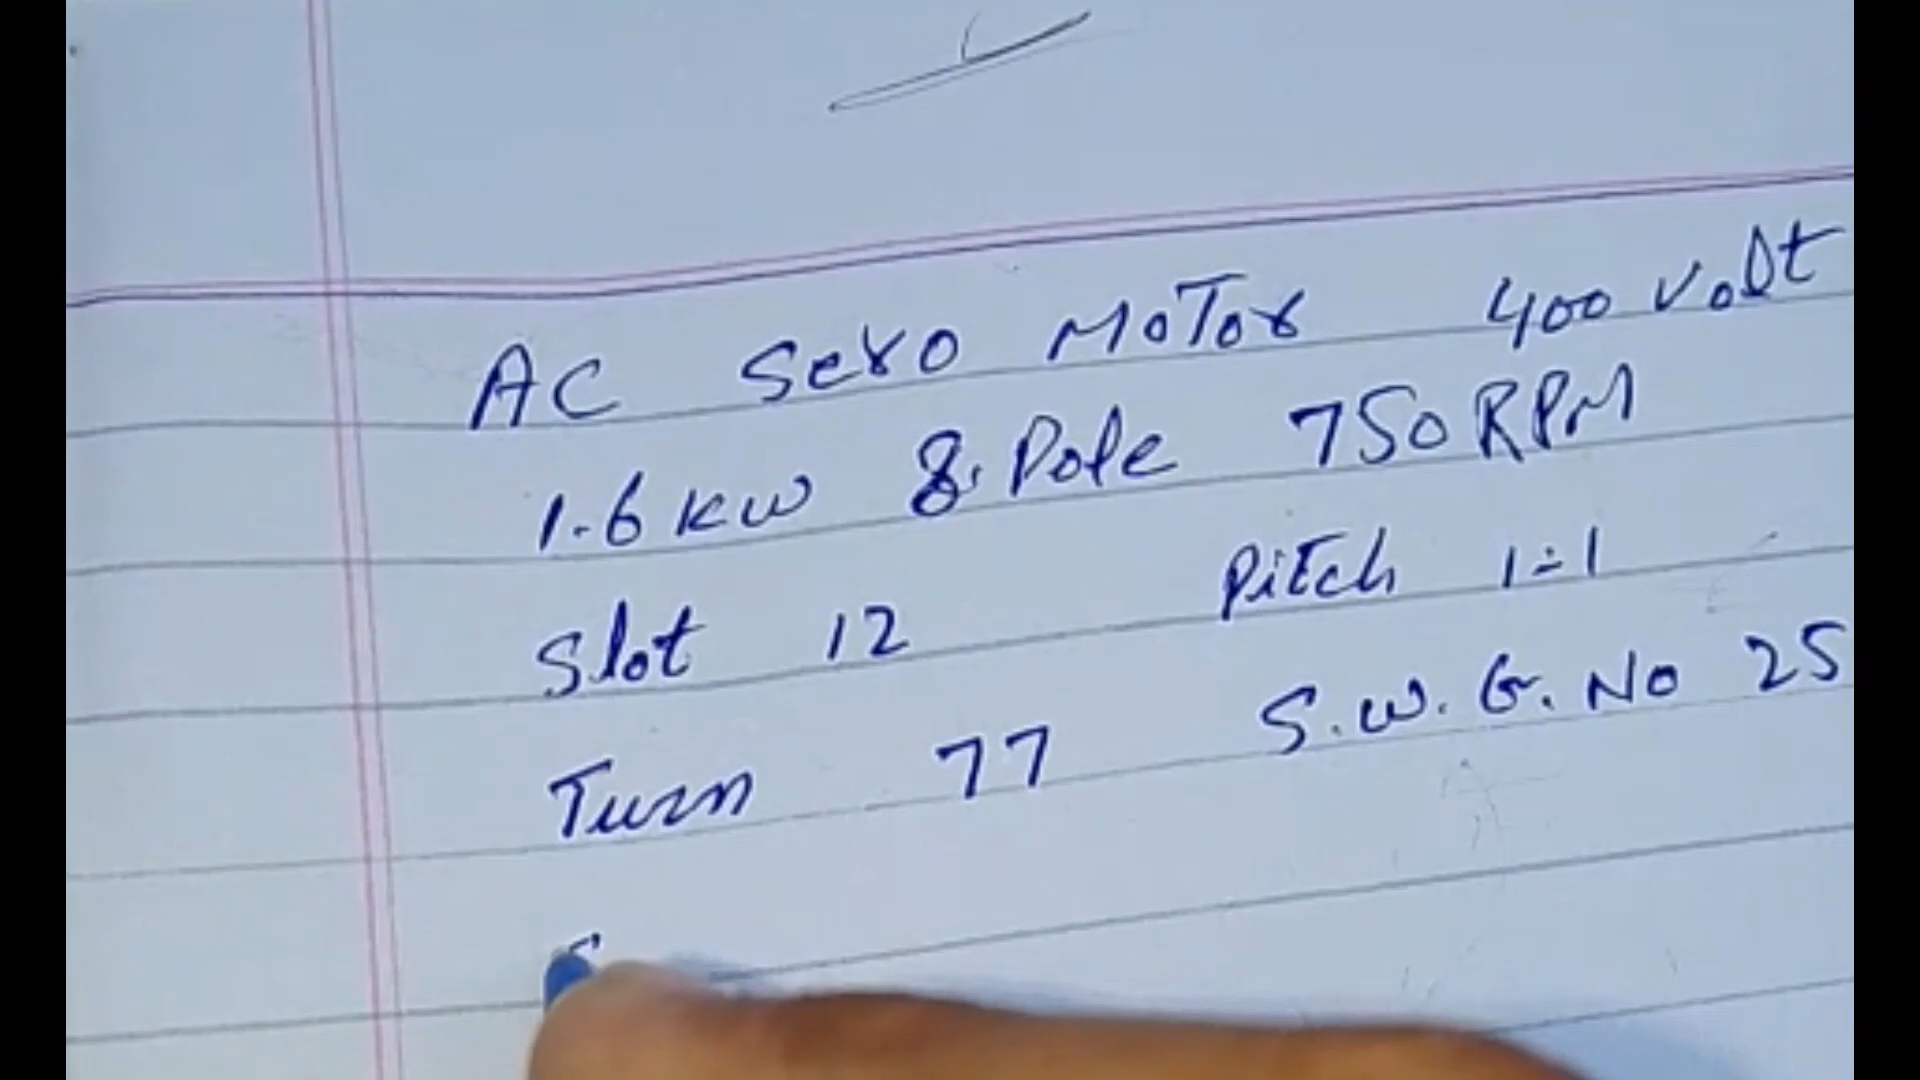 AC Servo MoTor 400 Volt
1.6 KW 8. Pole 750 RPM
Slot 12 Pitch 1÷1
Turn 77 S.W.G. No 25
S